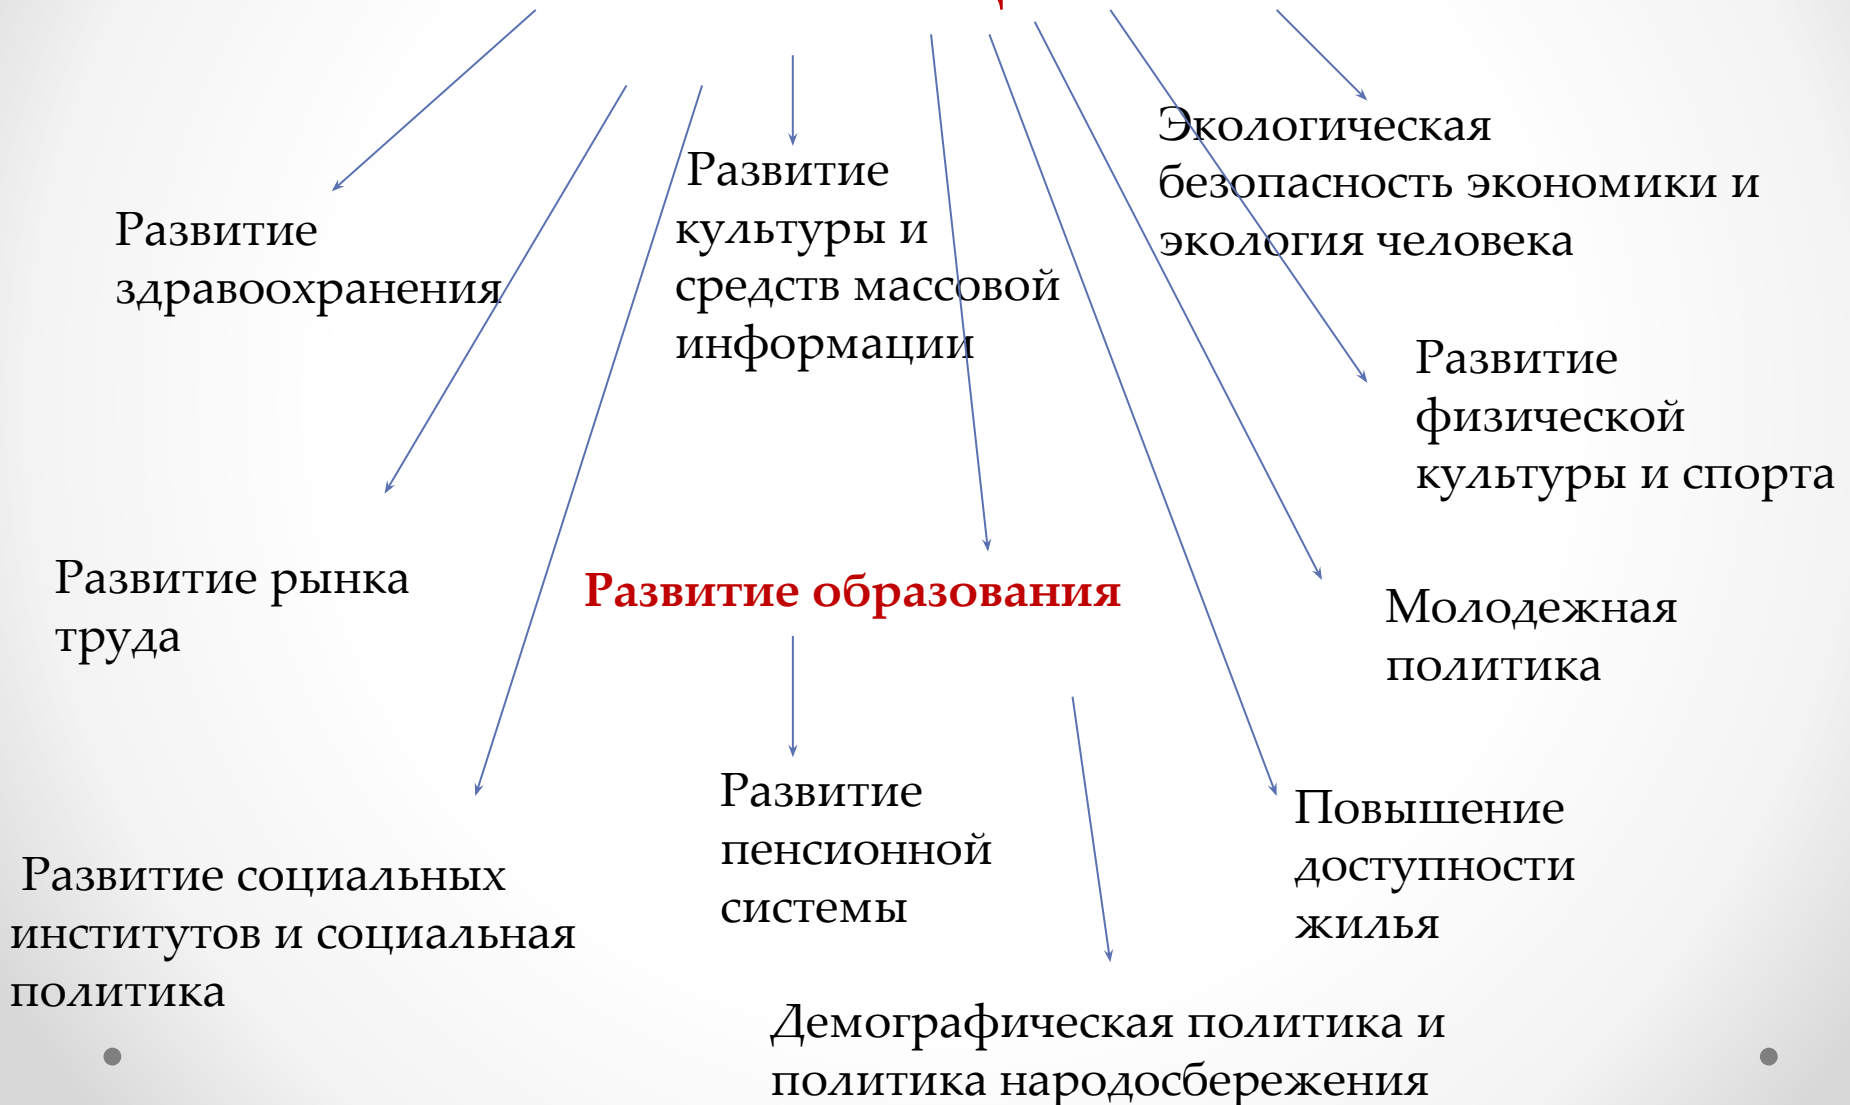 Развитие
здравоохранения
Развитие
культуры и
средств массовой
информации
Экологическая
безопасность экономики и
экология человека
Развитие
физической
культуры и спорта
Развитие рынка
труда
Развитие образования
Молодежная
политика
Развитие социальных
институтов и социальная
политика
Развитие
пенсионной
системы
Повышение
доступности
жилья
Демографическая политика и
политика народосбережения